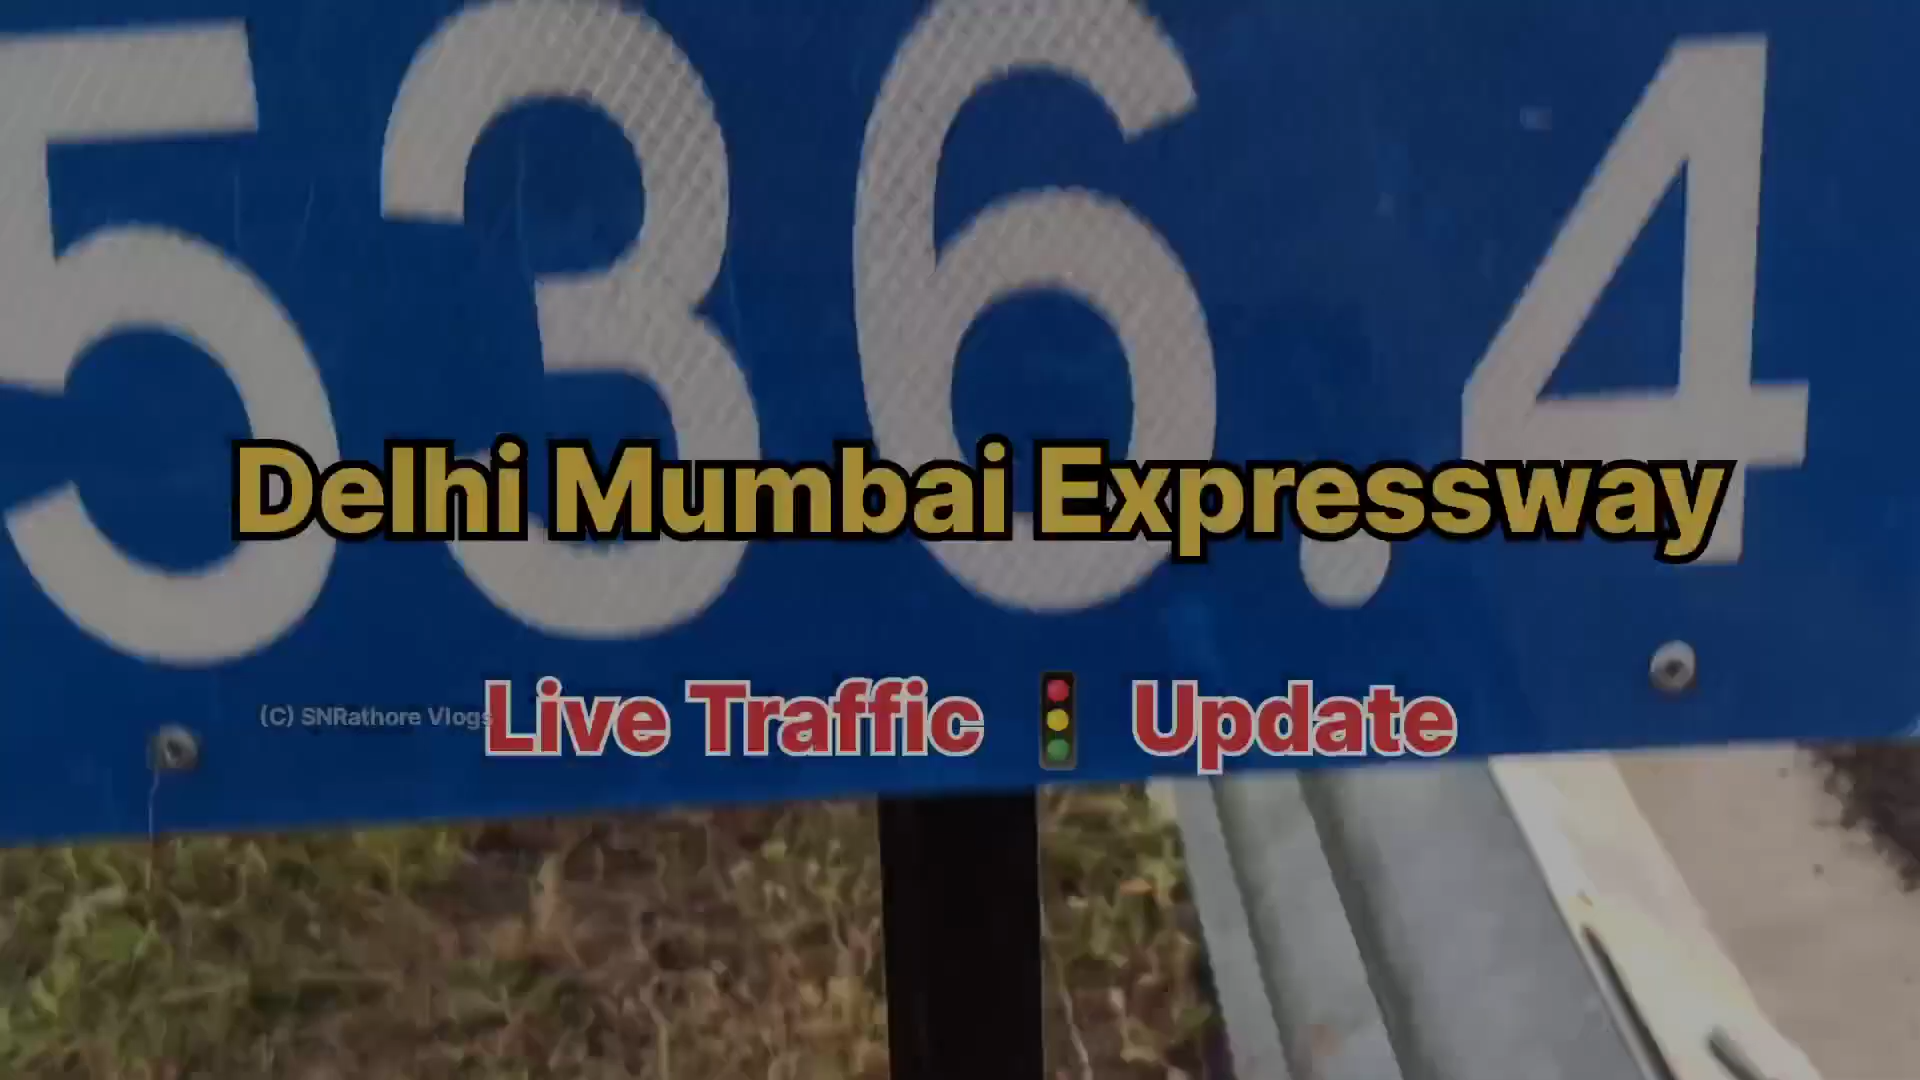 536.4
Delhi Mumbai Expressway
Live Traffic 🚦 Update
(C) SNRathore Vlogs